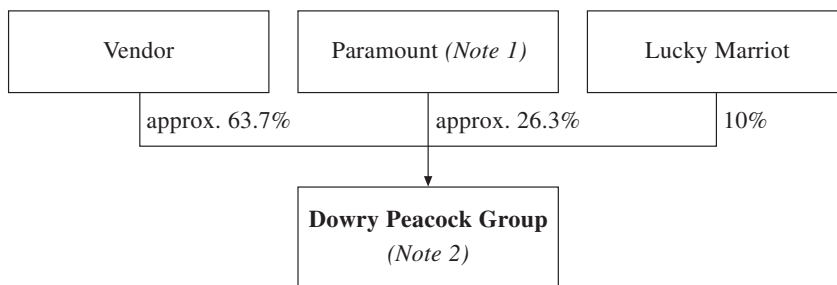 Vendor
Paramount (Note 1)
Lucky Marriot
approx. 63.7%
approx. 26.3%
10%
Dowry Peacock Group
(Note 2)